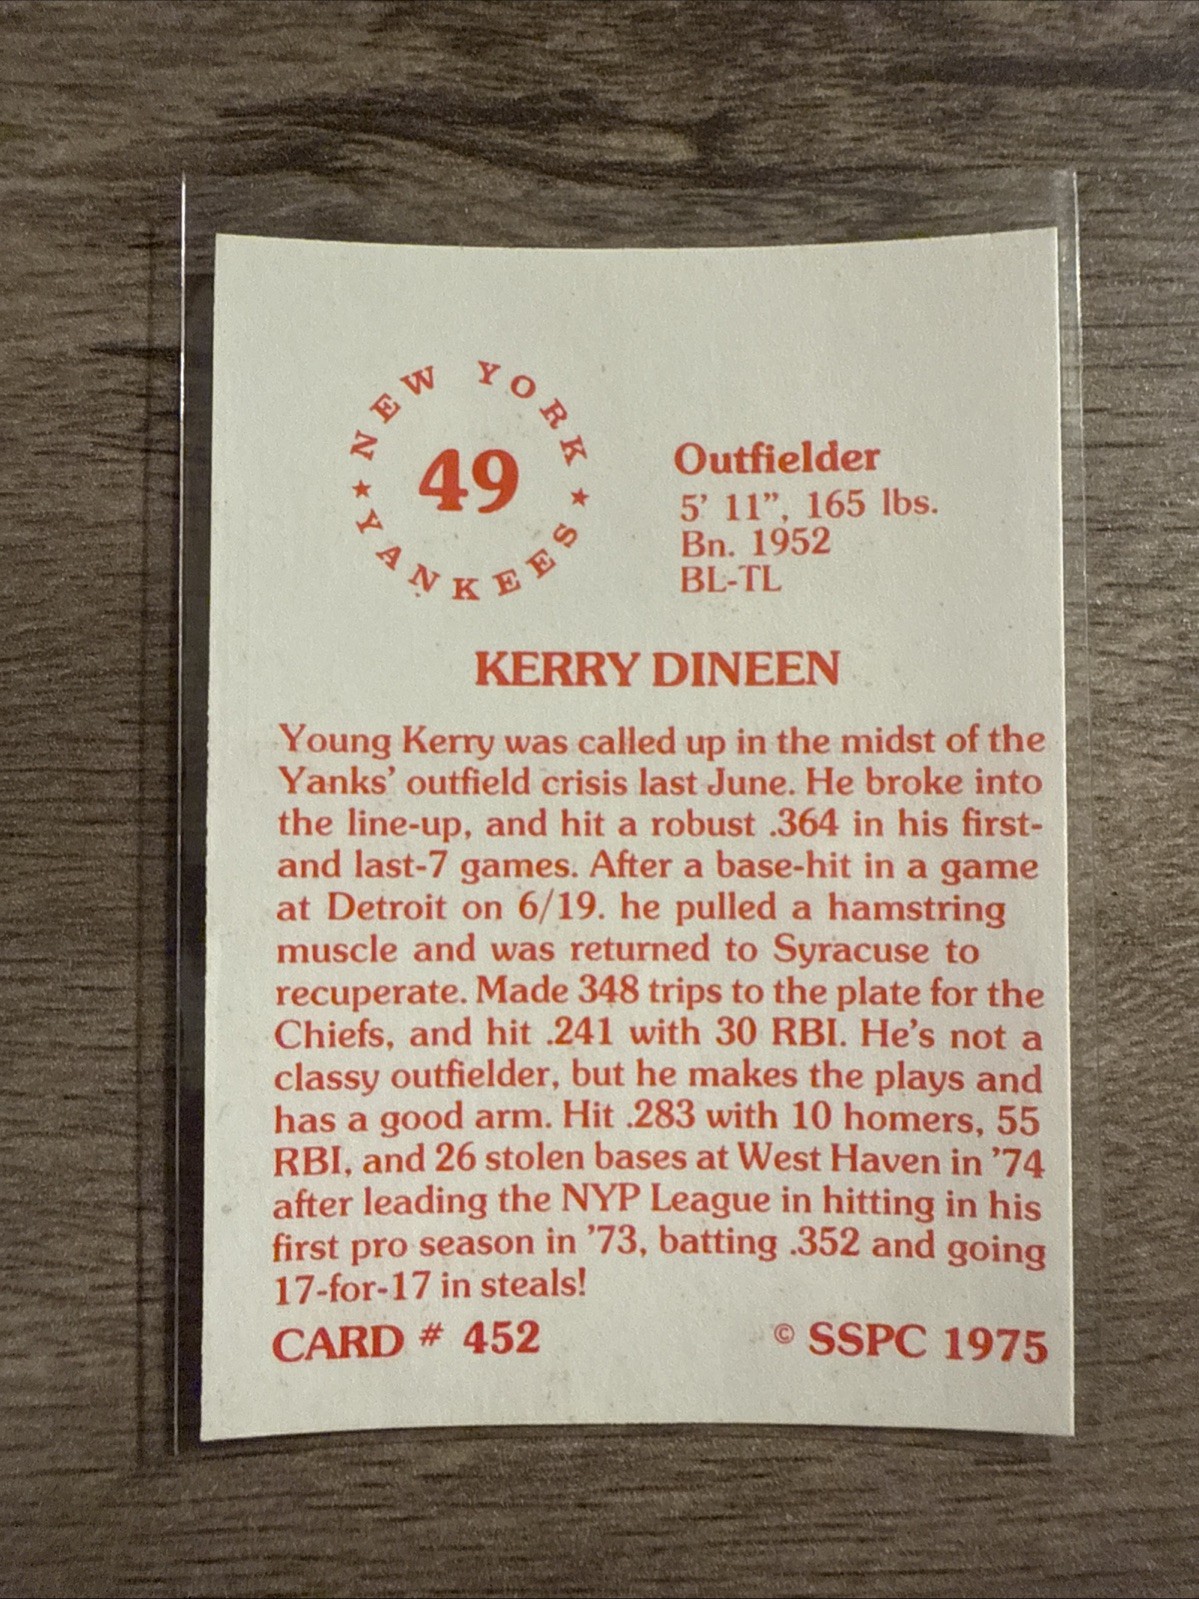 NEW YORK
★ 49 ★
YANKEES
Outfielder
5' 11", 165 lbs.
Bn. 1952
BL-TL
KERRY DINEEN
Young Kerry was called up in the midst of the
Yanks' outfield crisis last June. He broke into
the line-up, and hit a robust .364 in his first-
and last-7 games. After a base-hit in a game
at Detroit on 6/19. he pulled a hamstring
muscle and was returned to Syracuse to
recuperate. Made 348 trips to the plate for the
Chiefs, and hit .241 with 30 RBI. He's not a
classy outfielder, but he makes the plays and
has a good arm. Hit .283 with 10 homers, 55
RBI, and 26 stolen bases at West Haven in '74
after leading the NYP League in hitting in his
first pro season in '73, batting .352 and going
17-for-17 in steals!
CARD # 452 © SSPC 1975